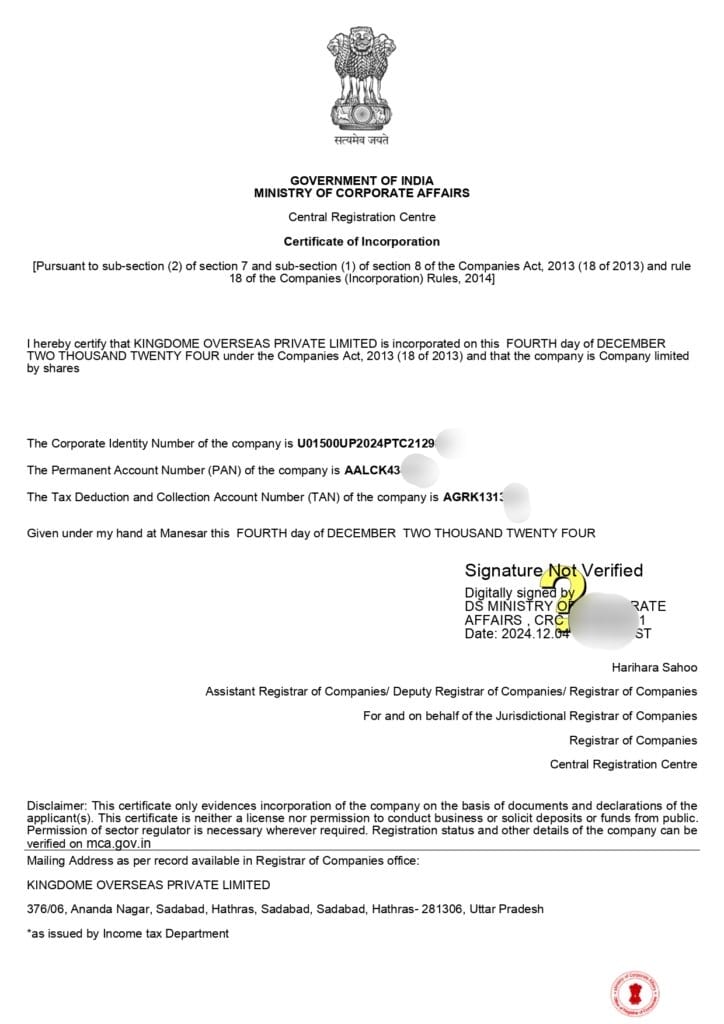 सत्यमेव जयते
GOVERNMENT OF INDIA
MINISTRY OF CORPORATE AFFAIRS
Central Registration Centre
Certificate of Incorporation
[Pursuant to sub-section (2) of section 7 and sub-section (1) of section 8 of the Companies Act, 2013 (18 of 2013) and rule
18 of the Companies (Incorporation) Rules, 2014]
I hereby certify that KINGDOME OVERSEAS PRIVATE LIMITED is incorporated on this FOURTH day of DECEMBER
TWO THOUSAND TWENTY FOUR under the Companies Act, 2013 (18 of 2013) and that the company is Company limited
by shares
The Corporate Identity Number of the company is U01500UP2024PTC2129
The Permanent Account Number (PAN) of the company is AALCK43
The Tax Deduction and Collection Account Number (TAN) of the company is AGRK131
Given under my hand at Manesar this FOURTH day of DECEMBER TWO THOUSAND TWENTY FOUR
Signature Not Verified
Digitally signed by
DS MINISTRY OF RATE
AFFAIRS , CRC 1
Date: 2024.12.04 ST
Harihara Sahoo
Assistant Registrar of Companies/ Deputy Registrar of Companies/ Registrar of Companies
For and on behalf of the Jurisdictional Registrar of Companies
Registrar of Companies
Central Registration Centre
Disclaimer: This certificate only evidences incorporation of the company on the basis of documents and declarations of the
applicant(s). This certificate is neither a license nor permission to conduct business or solicit deposits or funds from public.
Permission of sector regulator is necessary wherever required. Registration status and other details of the company can be
verified on mca.gov.in
Mailing Address as per record available in Registrar of Companies office:
KINGDOME OVERSEAS PRIVATE LIMITED
376/06, Ananda Nagar, Sadabad, Hathras, Sadabad, Sadabad, Hathras- 281306, Uttar Pradesh
*as issued by Income tax Department